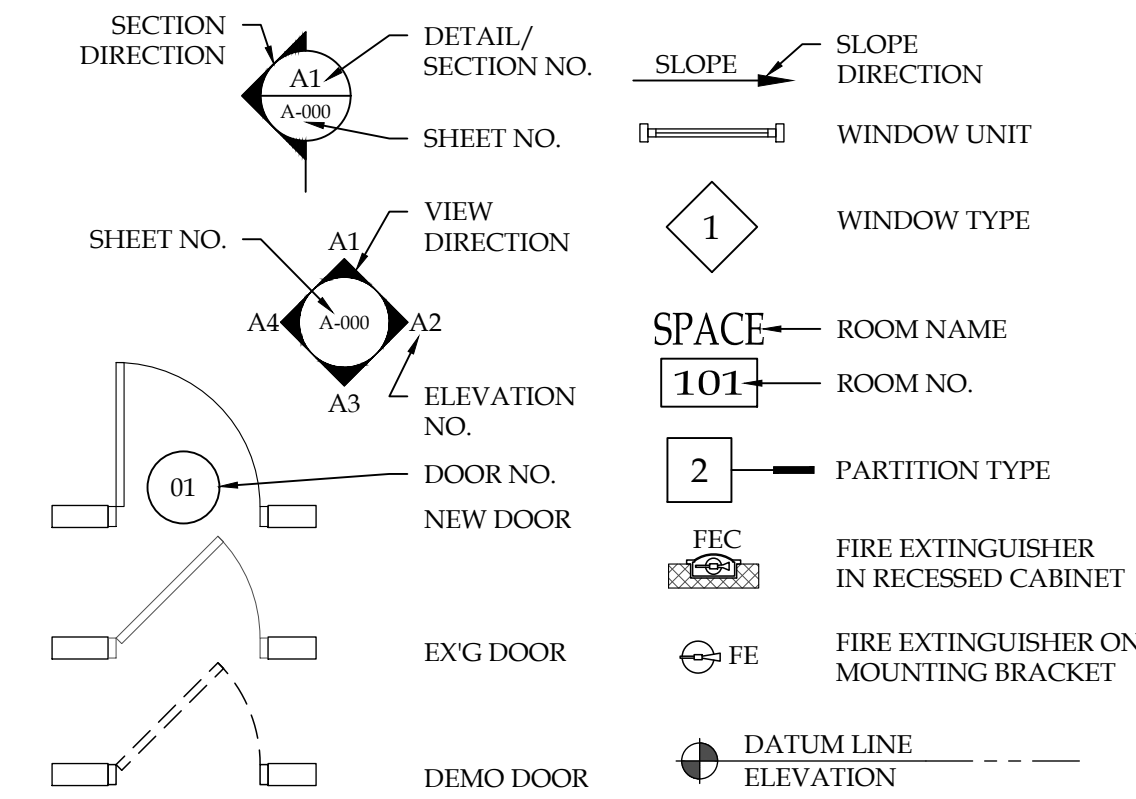 SECTION
DIRECTION
A1
A-000
DETAIL/
SECTION NO.
SHEET NO.
SHEET NO.
VIEW
DIRECTION
A1
A4
A-000
A2
A3
ELEVATION
NO.
01
DOOR NO.
NEW DOOR
EX'G DOOR
DEMO DOOR
SLOPE
SLOPE
DIRECTION
WINDOW UNIT
1
WINDOW TYPE
SPACE
ROOM NAME
101
ROOM NO.
2
PARTITION TYPE
FEC
FIRE EXTINGUISHER
IN RECESSED CABINET
FE
FIRE EXTINGUISHER ON
MOUNTING BRACKET
DATUM LINE
ELEVATION